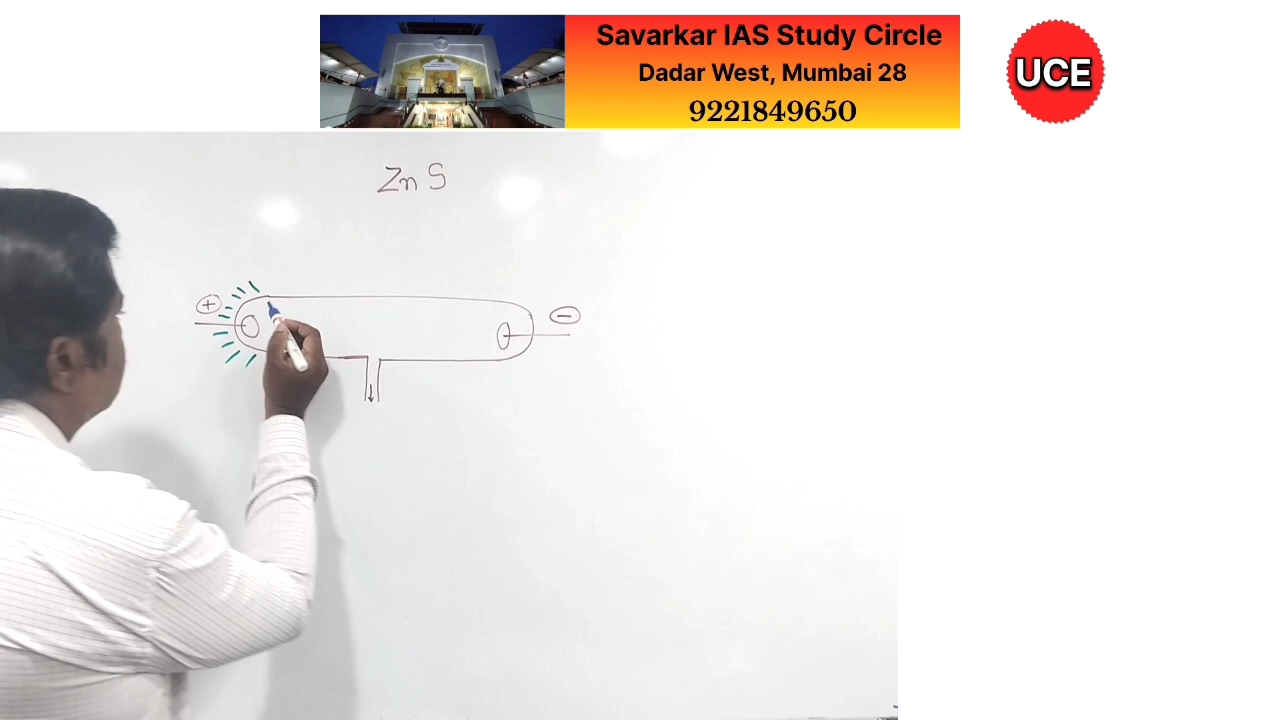 Savarkar IAS Study Circle
Dadar West, Mumbai 28
9221849650
UCE
Zn S
+
−